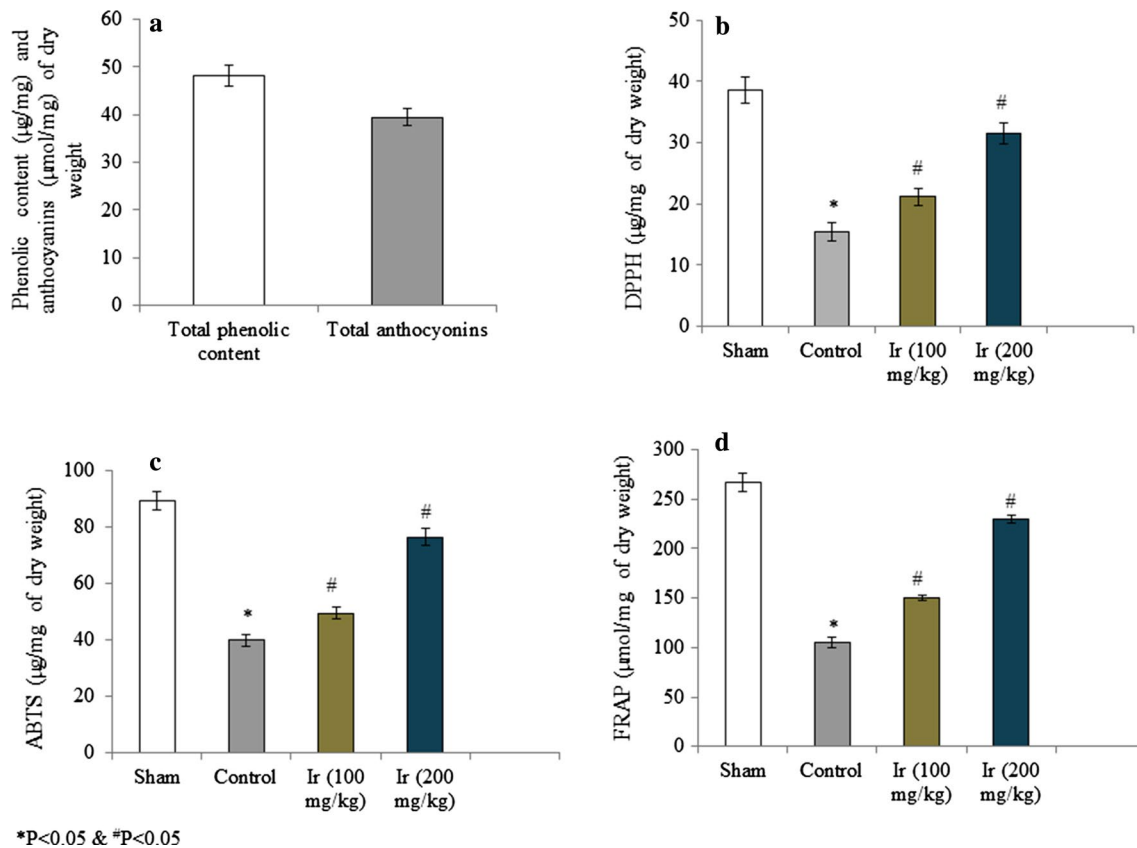 a
Phenolic content (µg/mg) and
anthocyanins (µmol/mg) of dry
weight
70
60
50
40
30
20
10
0
Total phenolic
content
Total anthocyonins
b
DPPH (µg/mg of dry weight)
50
40
30
20
10
0
*
#
#
Sham
Control
Ir (100
mg/kg)
Ir (200
mg/kg)
c
ABTS (µg/mg of dry weight)
100
80
60
40
20
0
*
#
#
Sham
Control
Ir (100
mg/kg)
Ir (200
mg/kg)
d
FRAP (µmol/mg of dry weight)
300
250
200
150
100
50
0
*
#
#
Sham
Control
Ir (100
mg/kg)
Ir (200
mg/kg)
*P<0.05 & #P<0.05